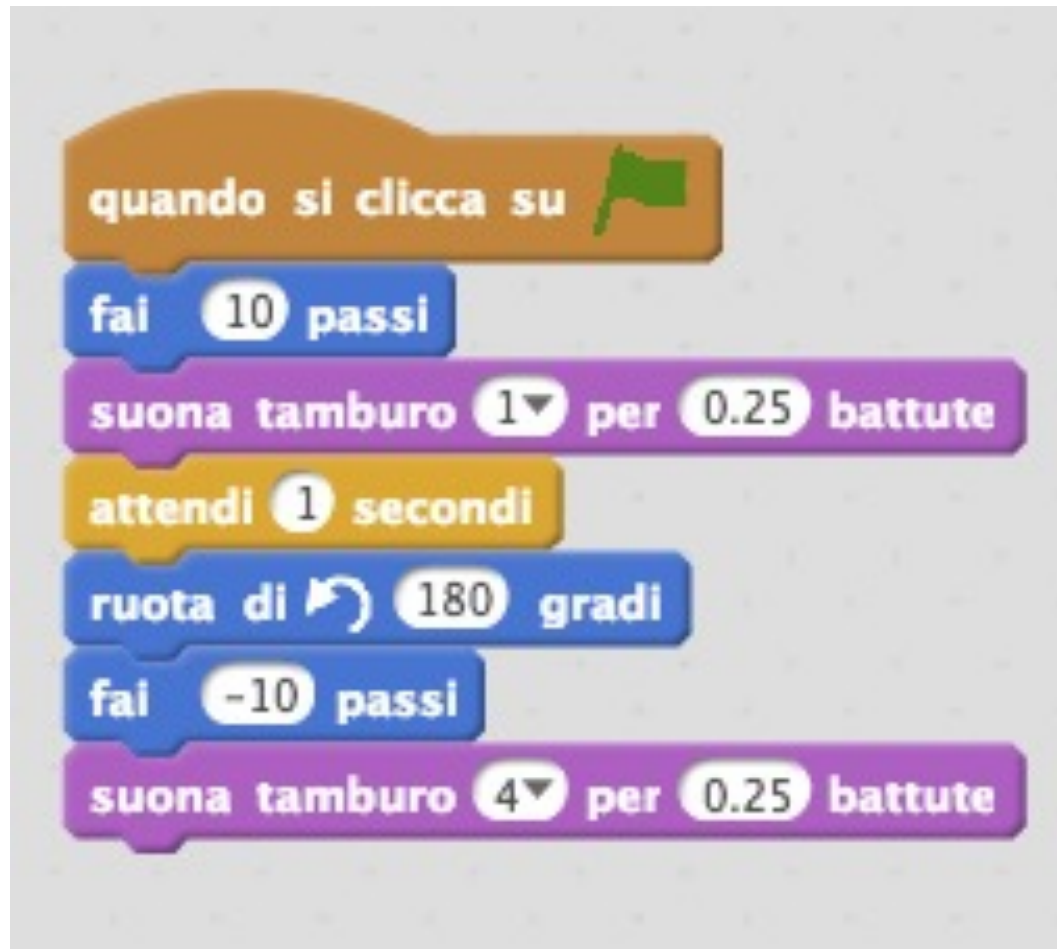 quando si clicca su
fai 10 passi
suona tamburo 1 per 0.25 battute
attendi 1 secondi
ruota di 180 gradi
fai -10 passi
suona tamburo 4 per 0.25 battute